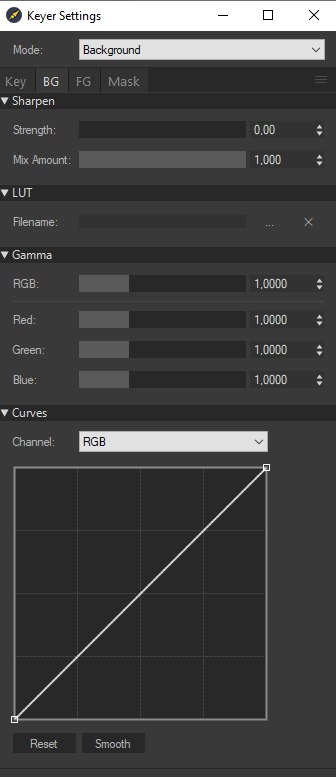 Keyer Settings
Mode: Background
Key BG FG Mask
Sharpen
Strength: 0,00
Mix Amount: 1,000
LUT
Filename: ...
Gamma
RGB: 1,0000
Red: 1,0000
Green: 1,0000
Blue: 1,0000
Curves
Channel: RGB
Reset Smooth